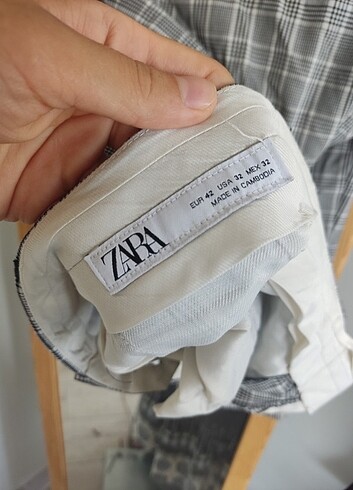 ZARA
EUR 42 USA 32 MEX 32
MADE IN CAMBODIA